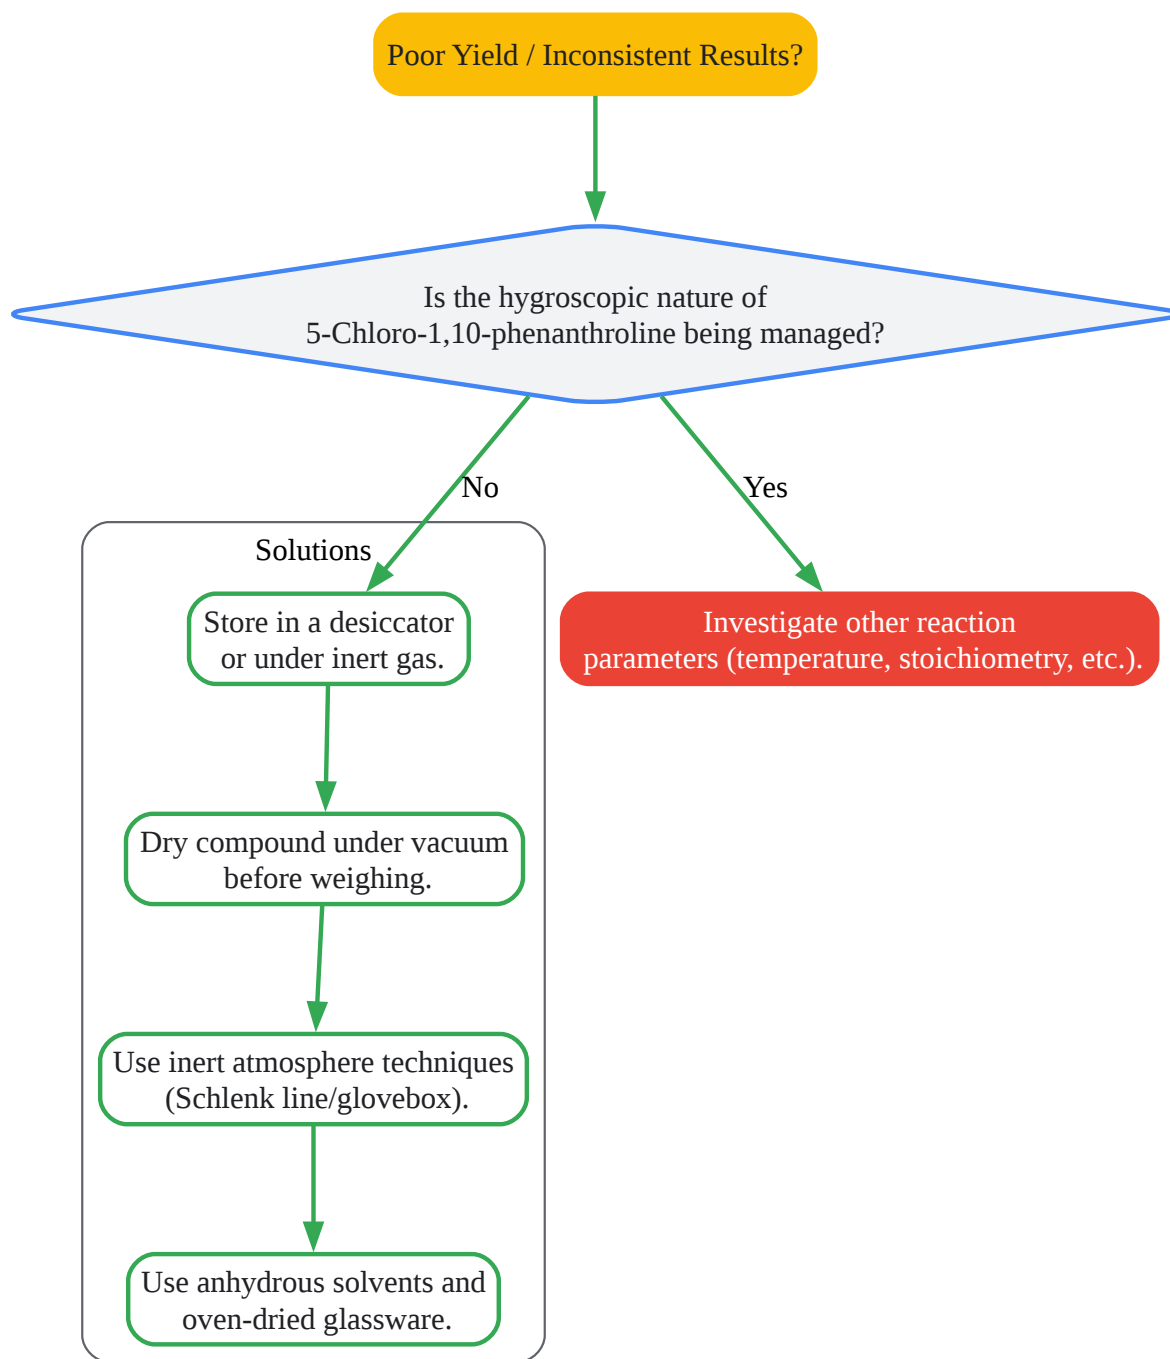 Poor Yield / Inconsistent Results?
Is the hygroscopic nature of
5-Chloro-1,10-phenanthroline being managed?
No
Yes
Solutions
Store in a desiccator
or under inert gas.
Investigate other reaction
parameters (temperature, stoichiometry, etc.).
Dry compound under vacuum
before weighing.
Use inert atmosphere techniques
(Schlenk line/glovebox).
Use anhydrous solvents and
oven-dried glassware.